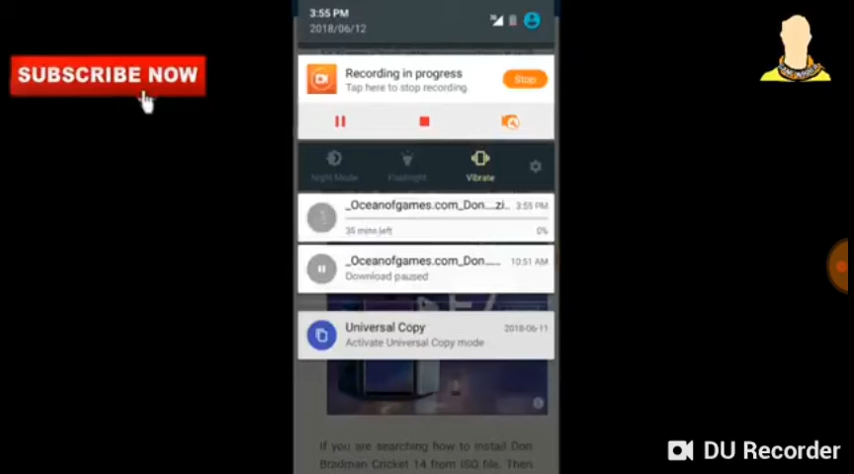 3:55 PM
2018/06/12
SUBSCRIBE NOW
Recording in progress
Stop
Tap here to stop recording
Night Mode
Flashlight
Vibrate
_Oceanofgames.com_Don....zi.. 3:55 PM
35 mins left 0%
_Oceanofgames.com_Don...... 10:51 AM
Download paused
Universal Copy 2018-06-11
Activate Universal Copy mode
If you are searching how to install Don
Bradman Cricket 14 from ISO file. Then
DU Recorder